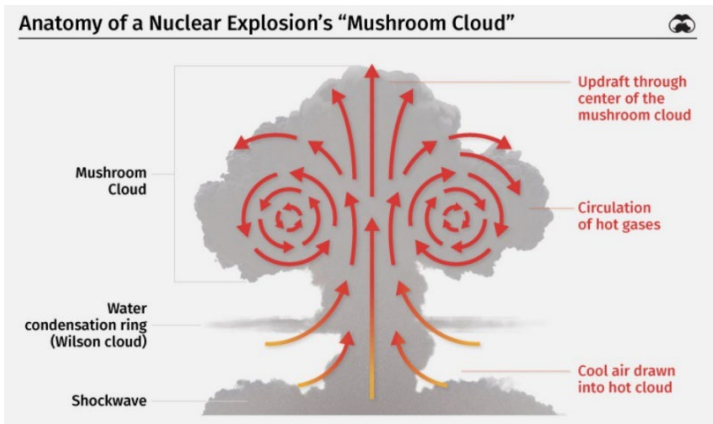 Anatomy of a Nuclear Explosion's “Mushroom Cloud”
Updraft through
center of the
mushroom cloud
Mushroom
Cloud
Circulation
of hot gases
Water
condensation ring
(Wilson cloud)
Cool air drawn
into hot cloud
Shockwave